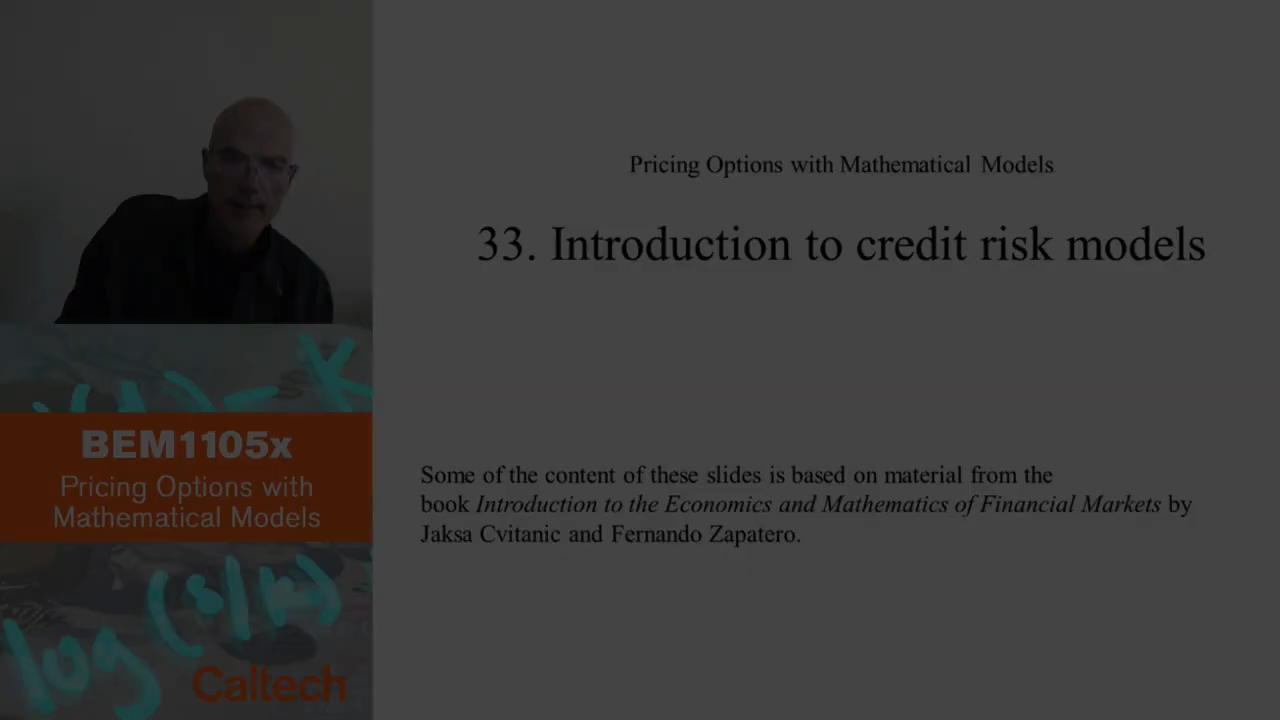 Pricing Options with Mathematical Models
33. Introduction to credit risk models
Some of the content of these slides is based on material from the
book Introduction to the Economics and Mathematics of Financial Markets by
Jaksa Cvitanic and Fernando Zapatero.
BEM1105x
Pricing Options with
Mathematical Models
log (s/k)
Caltech